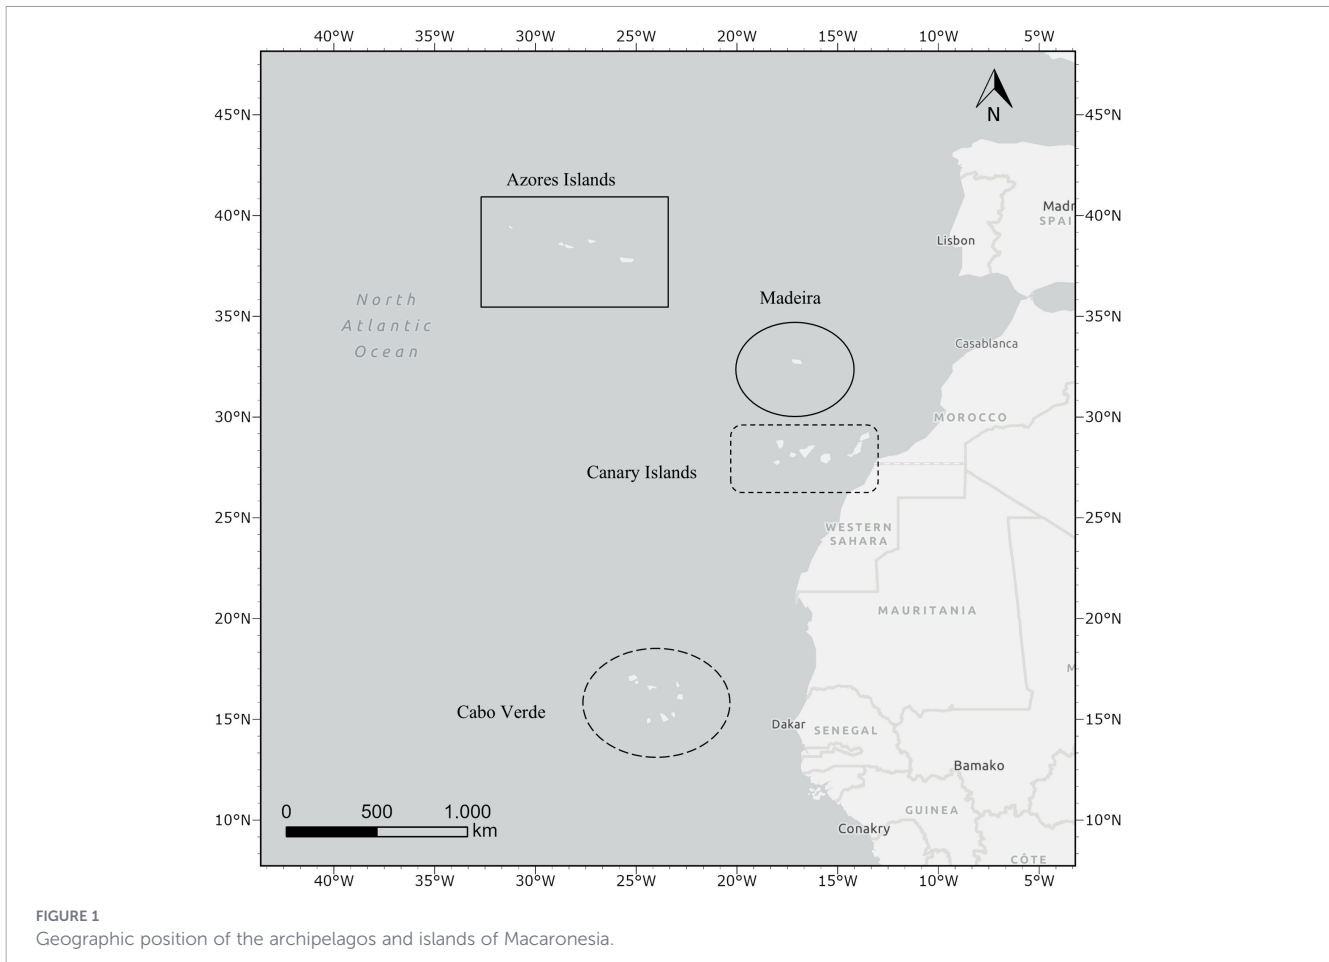 40°W 35°W 30°W 25°W 20°W 15°W 10°W 5°W
N
45°N 45°N
Azores Islands
40°N 40°N
Madr
SPAI
Lisbon
North
Atlantic
Ocean
Madeira
35°N 35°N
Casablanca
30°N 30°N
MOROCCO
Canary Islands
25°N 25°N
WESTERN
SAHARA
20°N 20°N
MAURITANIA
M
Cabo Verde
15°N 15°N
Dakar
SENEGAL
Bamako
0 500 1.000
km
10°N 10°N
GUINEA
Conakry
CÔTE
40°W 35°W 30°W 25°W 20°W 15°W 10°W 5°W
FIGURE 1
Geographic position of the archipelagos and islands of Macaronesia.